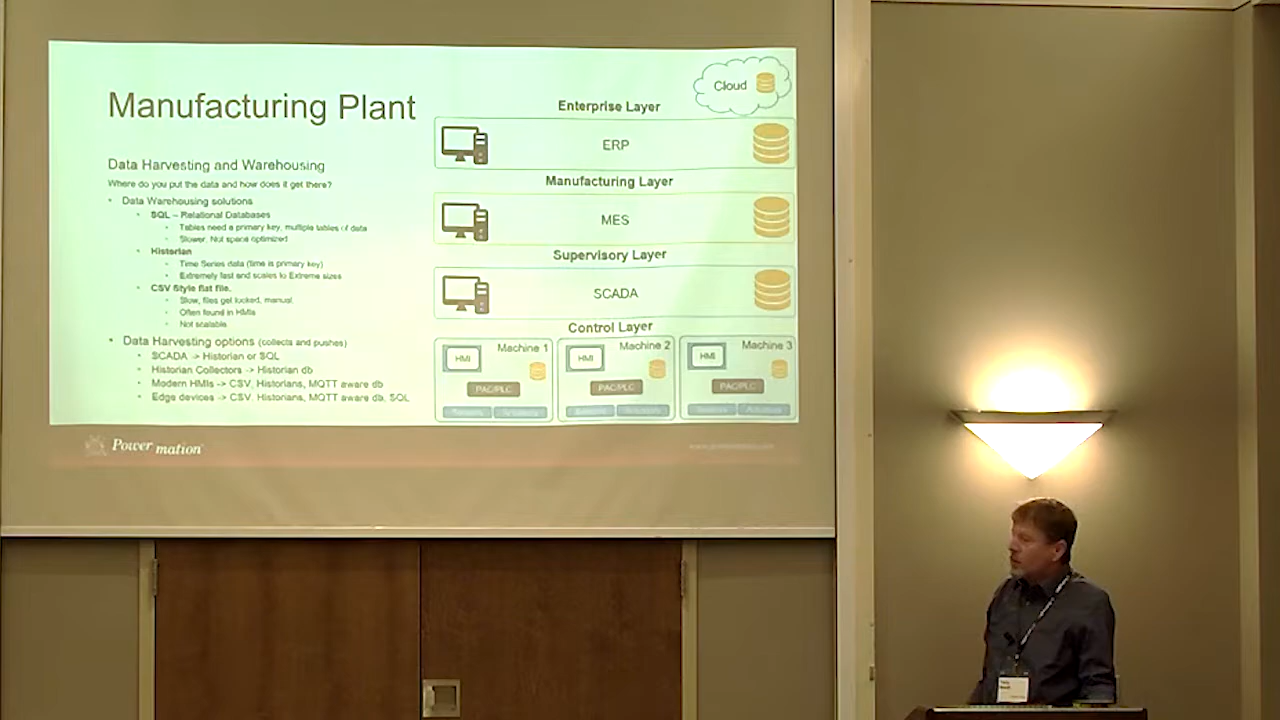 Manufacturing Plant
Data Harvesting and Warehousing
Where do you put the data and how does it get there?
• Data Warehousing solutions
• SQL – Relational Databases
• Tables need a primary key, multiple tables of data
• Slower, Not space optimized
• Historian
• Time Series data (time is primary key)
• Extremely fast and scales to Extreme sizes
• CSV Style flat file.
• Slow, files get locked, manual.
• Often found in HMIs
• Not scalable
• Data Harvesting options (collects and pushes)
• SCADA -> Historian or SQL
• Historian Collectors -> Historian db
• Modern HMIs -> CSV, Historians, MQTT aware db
• Edge devices -> CSV, Historians, MQTT aware db, SQL
Cloud
Enterprise Layer
ERP
Manufacturing Layer
MES
Supervisory Layer
SCADA
Control Layer
Machine 1
HMI
PAC/PLC
Sensors Actuators
Machine 2
HMI
PAC/PLC
Sensors Actuators
Machine 3
HMI
PAC/PLC
Sensors Actuators
Power mation